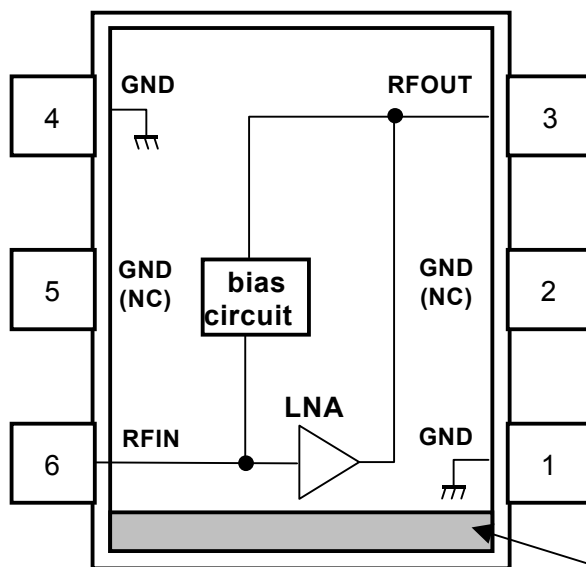 GND
RFOUT
4
3
GND
(NC)
bias
circuit
GND
(NC)
5
2
LNA
RFIN
GND
6
1